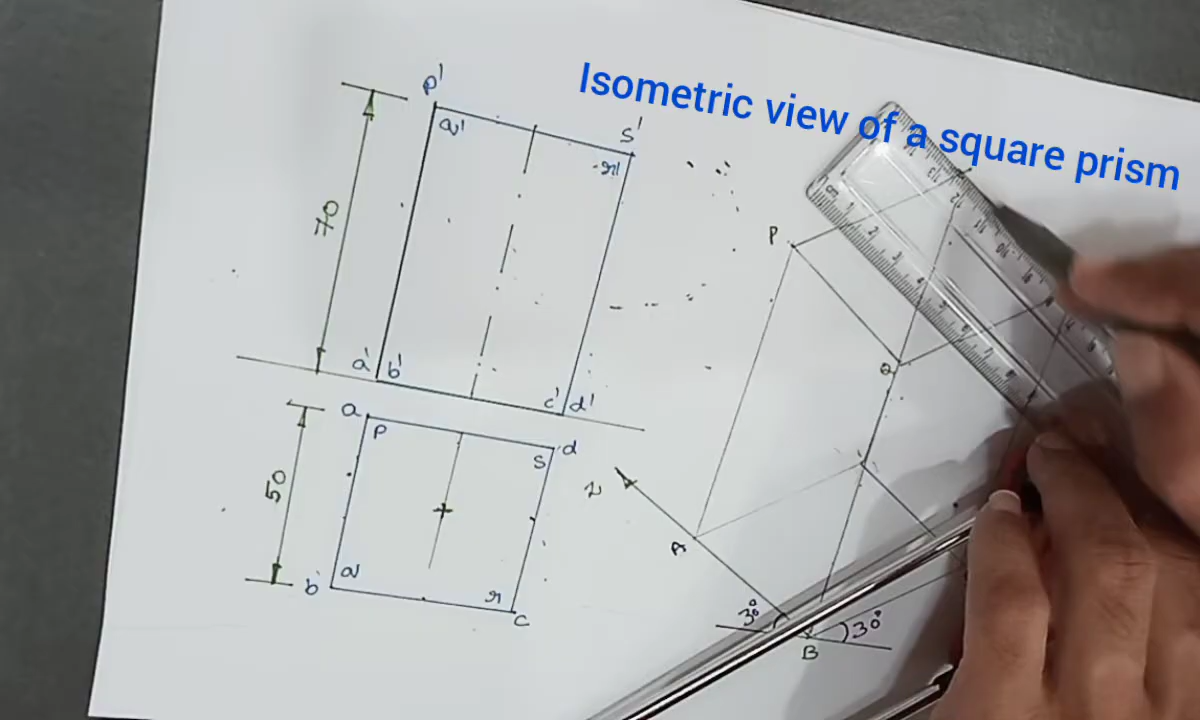 Isometric view of a square prism
p'
q'
s'
r'
70
a'
b'
c'
d'
a
p
d
s
50
b
q
r
c
P
Q
A
30°
30°
B